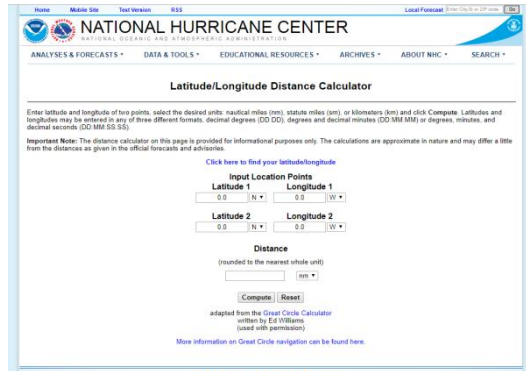 Home Mobile Site Text Version RSS Local Forecast Enter City,St or ZIP code Go
NATIONAL HURRICANE CENTER
NATIONAL OCEANIC AND ATMOSPHERIC ADMINISTRATION
ANALYSES & FORECASTS DATA & TOOLS EDUCATIONAL RESOURCES ARCHIVES ABOUT NHC SEARCH
Latitude/Longitude Distance Calculator
Enter latitude and longitude of two points, select the desired units: nautical miles (nm), statute miles (sm), or kilometers (km) and click Compute. Latitudes and
longitudes may be entered in any of three different formats, decimal degrees (DD.DD), degrees and decimal minutes (DD:MM.MM) or degrees, minutes, and
decimal seconds (DD:MM:SS.SS).
Important Note: The distance calculator on this page is provided for informational purposes only. The calculations are approximate in nature and may differ a little
from the distances as given in the official forecasts and advisories.
Click here to find your latitude/longitude
Input Location Points
Latitude 1 Longitude 1
0.0 N 0.0 W
Latitude 2 Longitude 2
0.0 N 0.0 W
Distance
(rounded to the nearest whole unit)
nm
Compute Reset
adapted from the Great Circle Calculator
written by Ed Williams
(used with permission)
More information on Great Circle navigation can be found here.